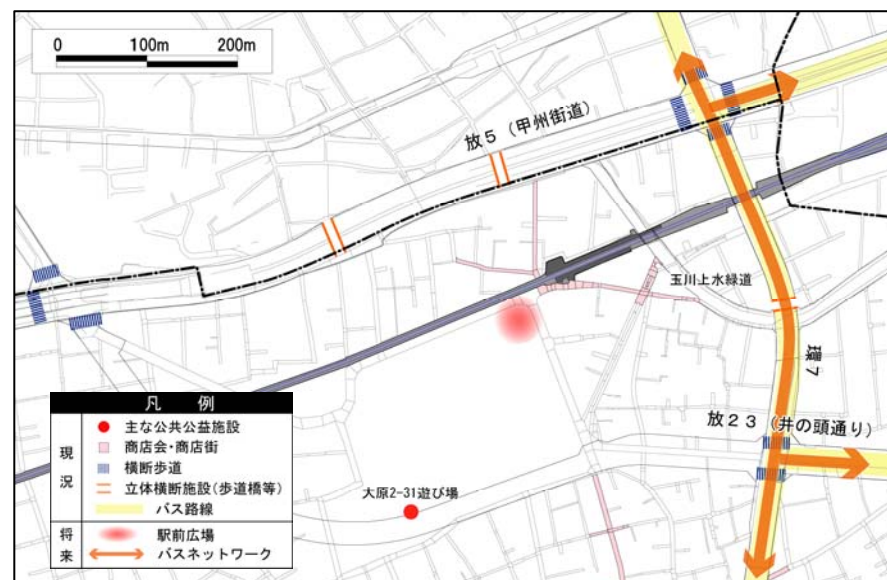 0 100m 200m
放5（甲州街道）
玉川上水緑道
環7
放23（井の頭通り）
大原2-31遊び場
凡 例
現況
主な公共公益施設
商店会・商店街
横断歩道
立体横断施設（歩道橋等）
バス路線
将来
駅前広場
バスネットワーク